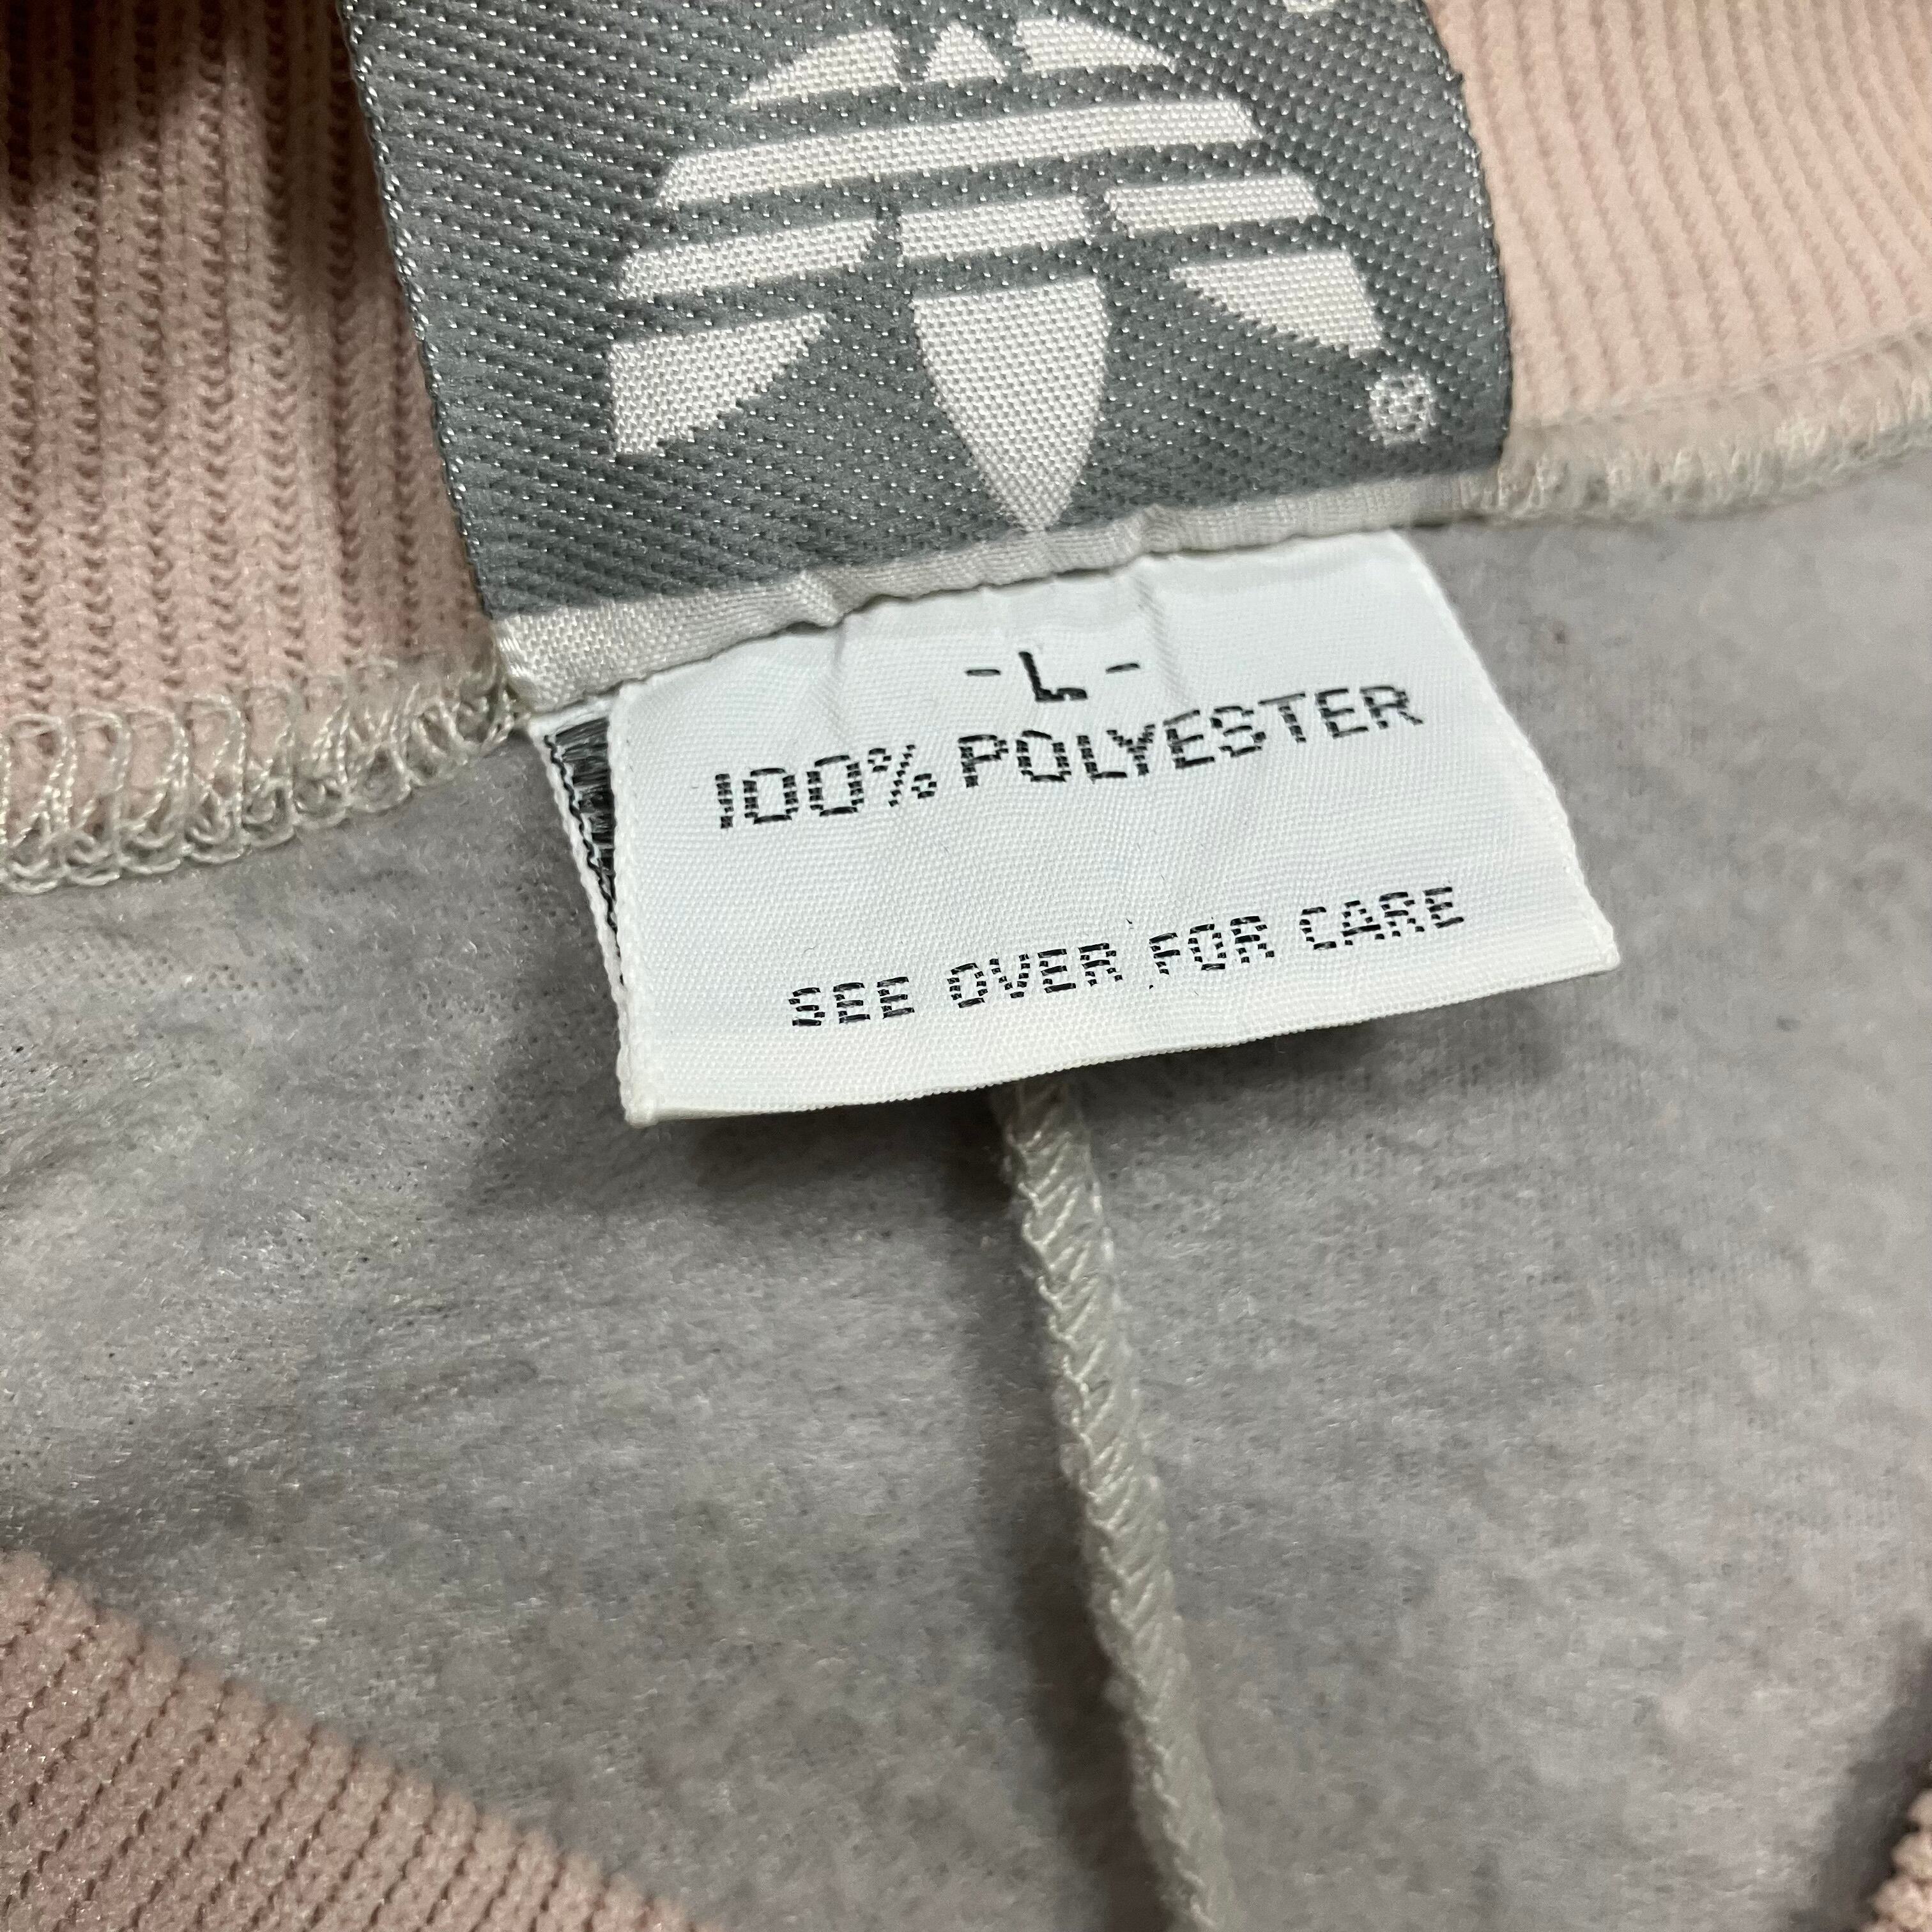 ®
- L -
100% POLYESTER
SEE OVER FOR CARE